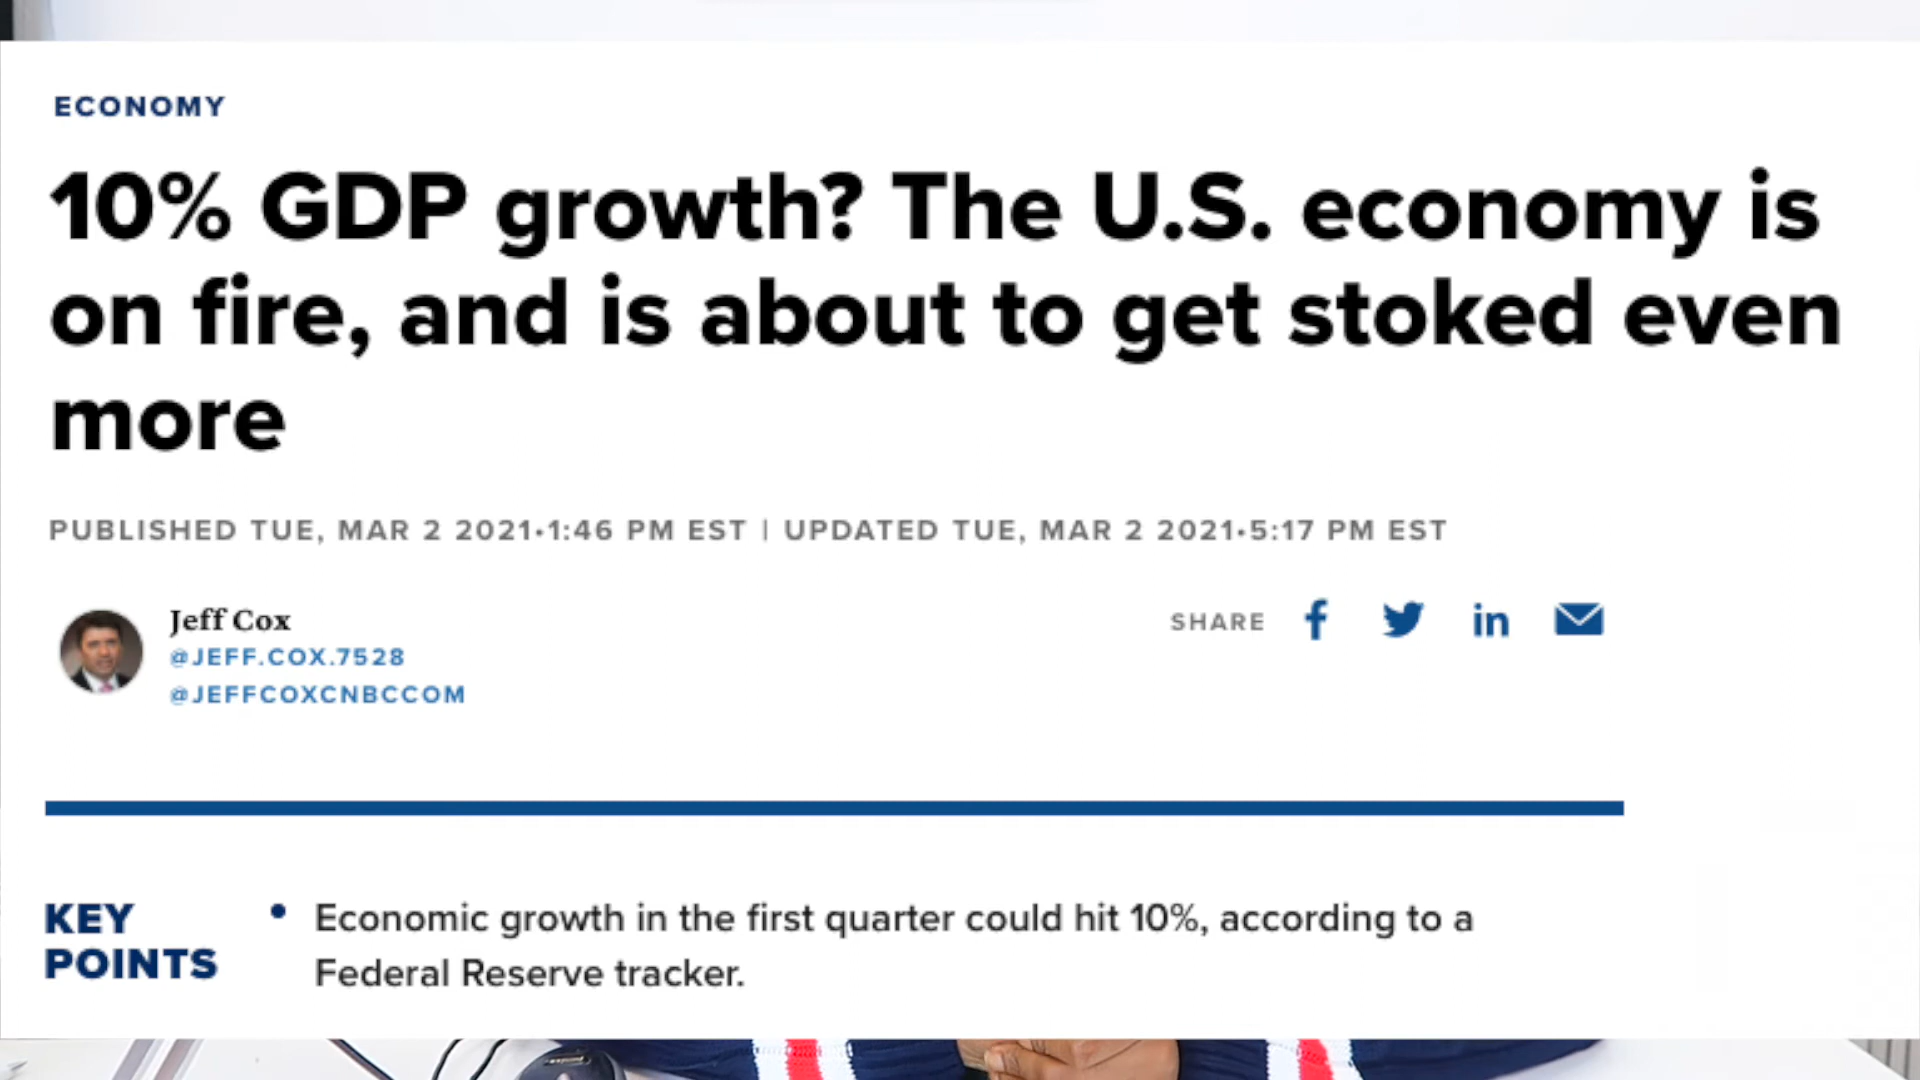 ECONOMY
10% GDP growth? The U.S. economy is
on fire, and is about to get stoked even
more
PUBLISHED TUE, MAR 2 2021•1:46 PM EST | UPDATED TUE, MAR 2 2021•5:17 PM EST
Jeff Cox
@JEFF.COX.7528
@JEFFCOXCNBCCOM
SHARE
KEY
POINTS
• Economic growth in the first quarter could hit 10%, according to a
Federal Reserve tracker.